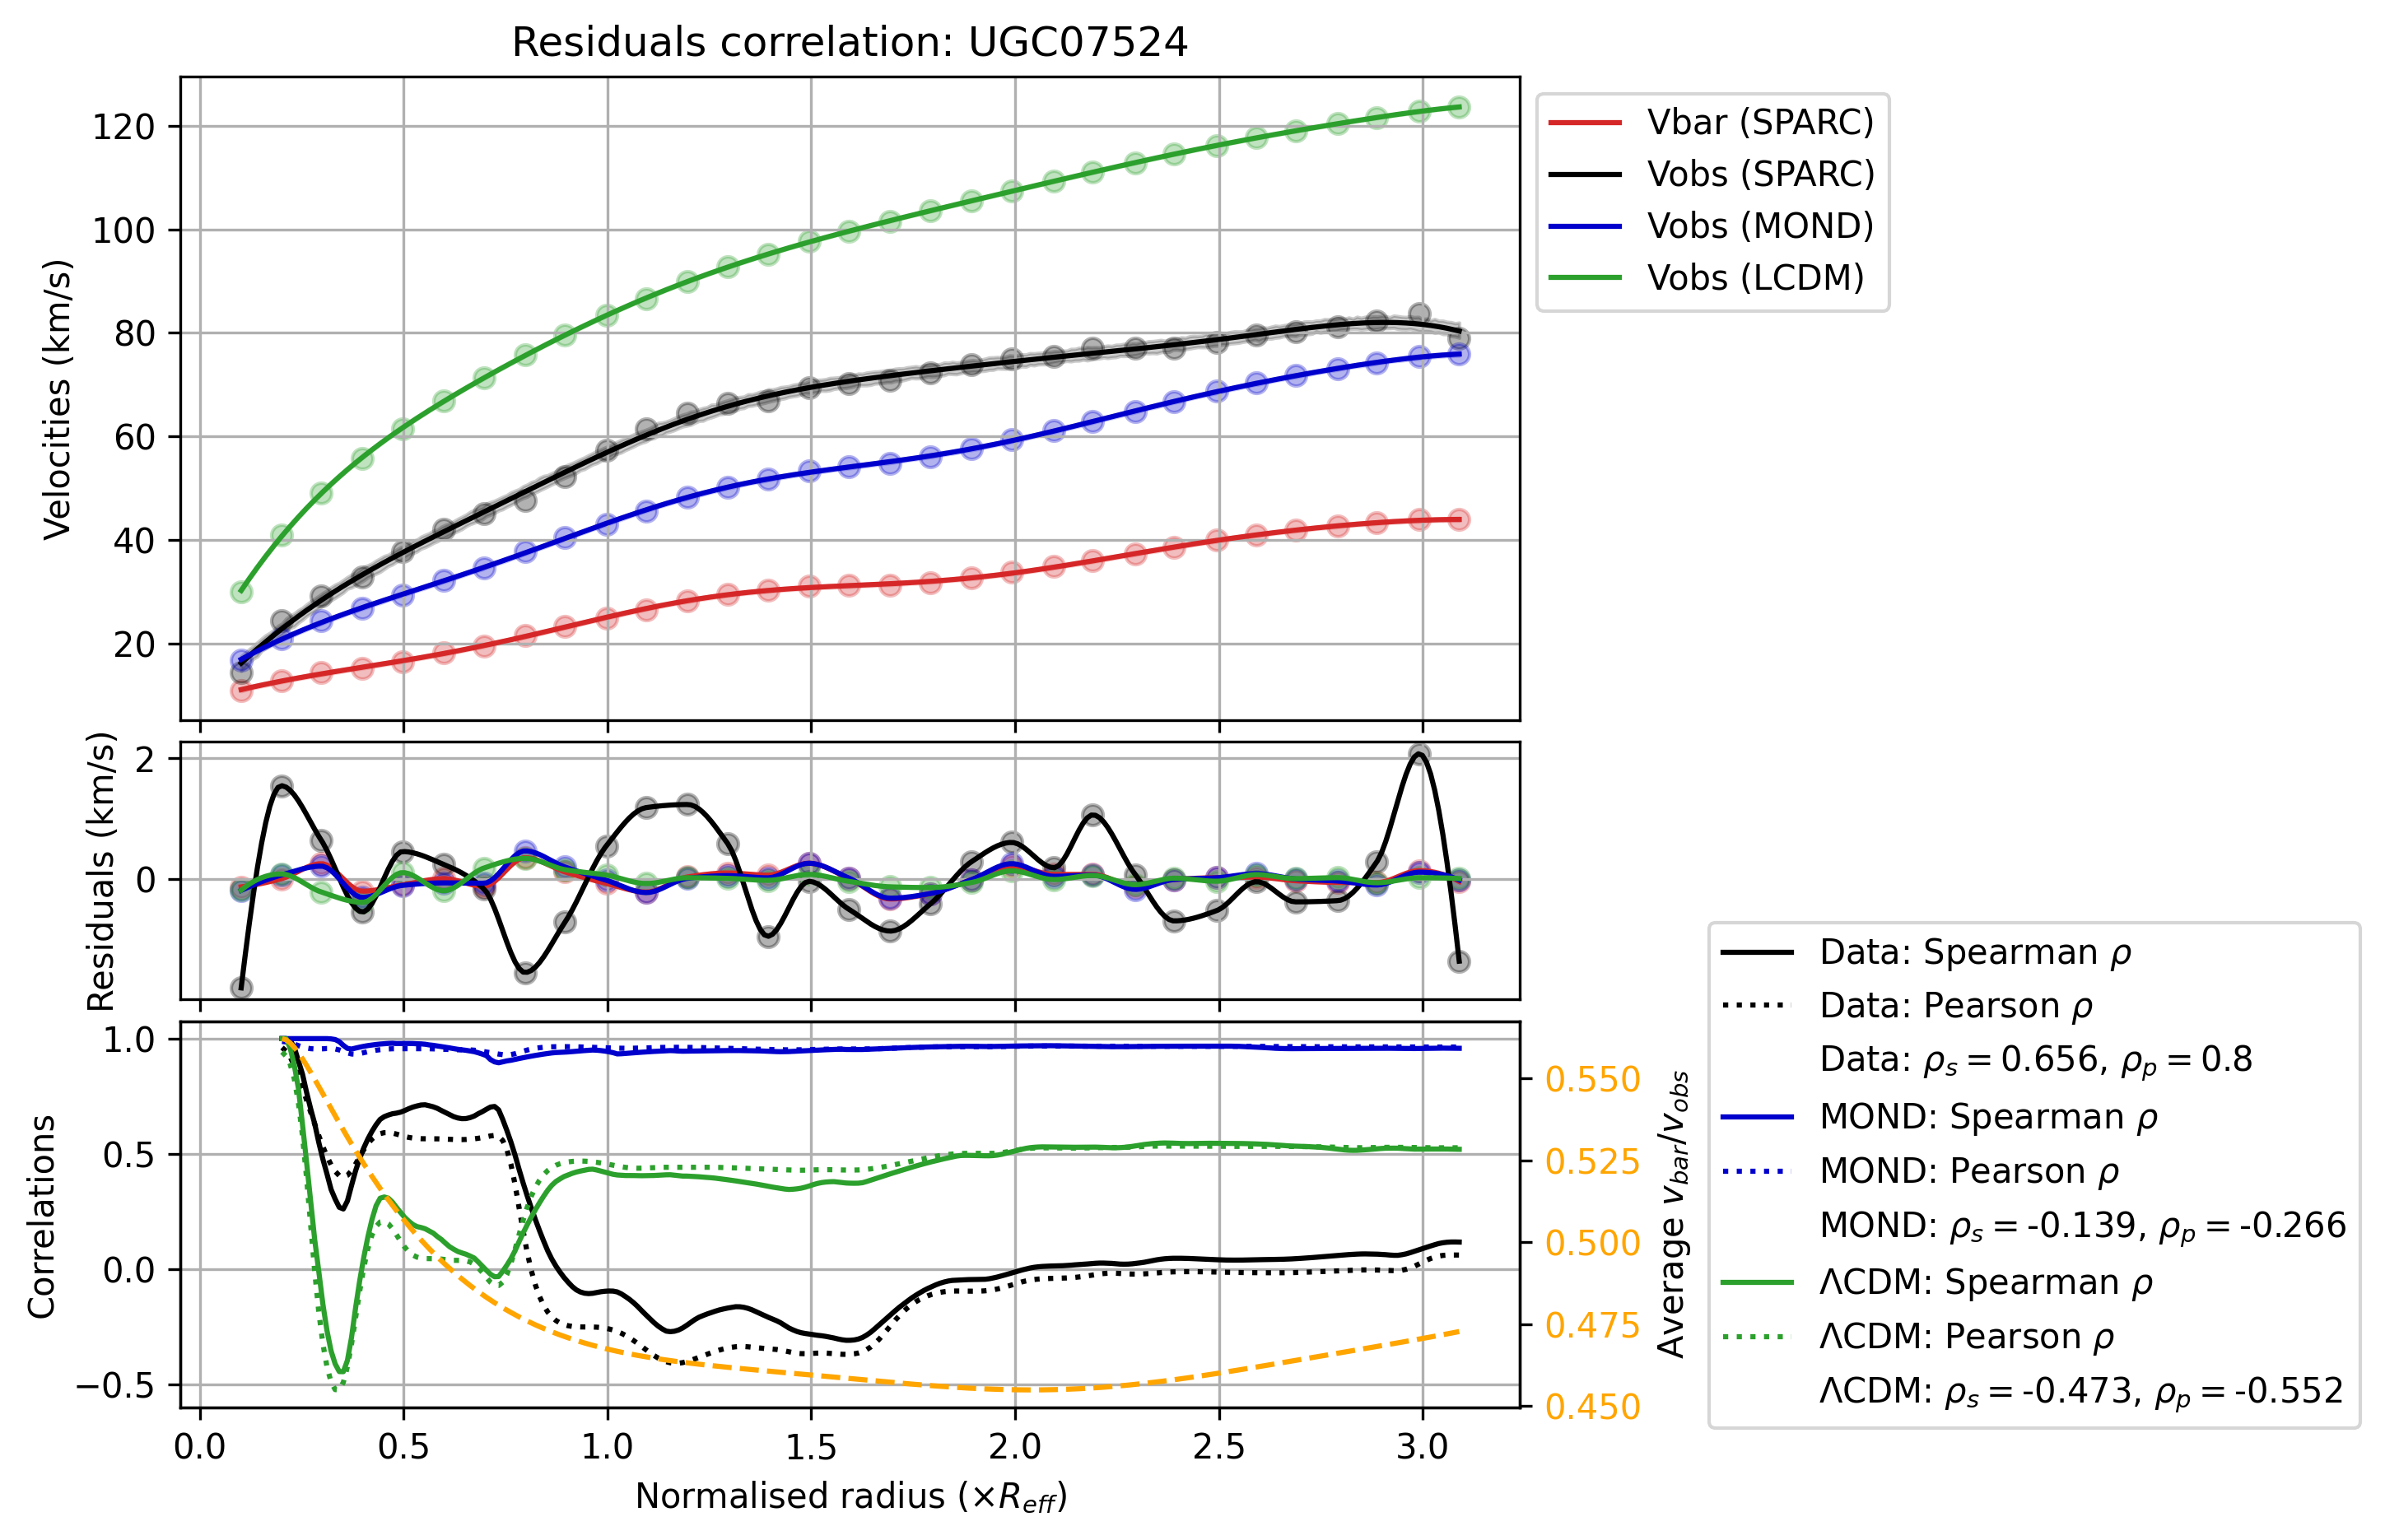 Residuals correlation: UGC07524
120
100
80
60
40
20
Velocities (km/s)
Vbar (SPARC)
Vobs (SPARC)
Vobs (MOND)
Vobs (LCDM)
2
0
Residuals (km/s)
1.0
0.5
0.0
−0.5
Correlations
0.550
0.525
0.500
0.475
0.450
Average v_bar/v_obs
0.0 0.5 1.0 1.5 2.0 2.5 3.0
Normalised radius (×R_eff)
Data: Spearman ρ
Data: Pearson ρ
Data: ρ_s = 0.656, ρ_p = 0.8
MOND: Spearman ρ
MOND: Pearson ρ
MOND: ρ_s = -0.139, ρ_p = -0.266
ΛCDM: Spearman ρ
ΛCDM: Pearson ρ
ΛCDM: ρ_s = -0.473, ρ_p = -0.552